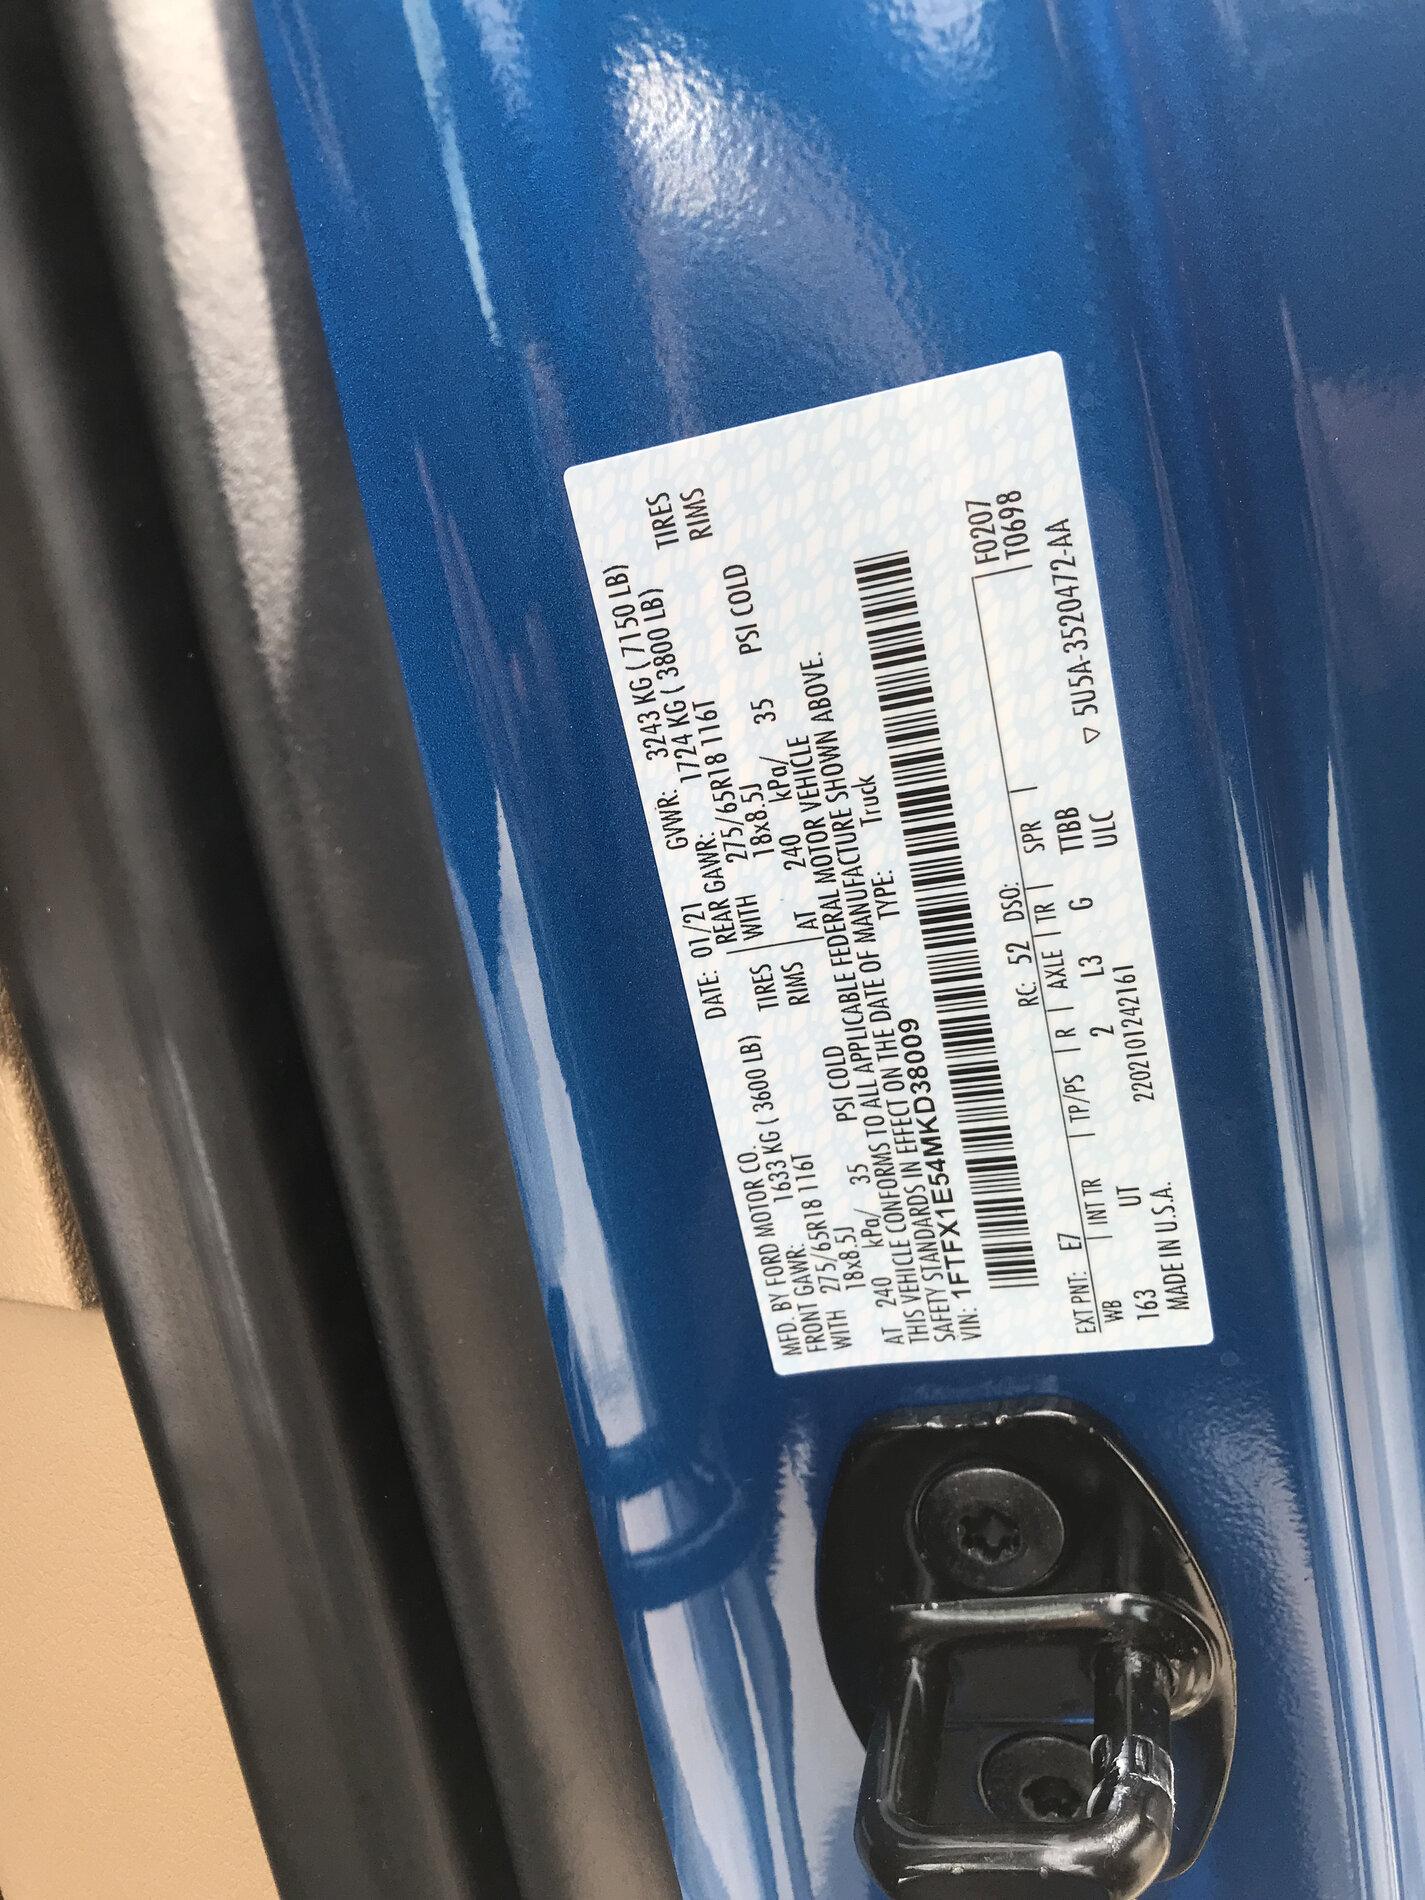 MFD. BY FORD MOTOR CO.
DATE: 01/21 GVWR: 3243 KG ( 7150 LB)
FRONT GAWR: 1633 KG ( 3600 LB) REAR GAWR: 1724 KG ( 3800 LB)
WITH 275/65R18 116T TIRES WITH 275/65R18 116T TIRES
18x8.5J RIMS 18x8.5J RIMS
AT 240 kPa/ 35 PSI COLD AT 240 kPa/ 35 PSI COLD
THIS VEHICLE CONFORMS TO ALL APPLICABLE FEDERAL MOTOR VEHICLE
SAFETY STANDARDS IN EFFECT ON THE DATE OF MANUFACTURE SHOWN ABOVE.
VIN: 1FTFX1E54MKD38009 TYPE: Truck
F0207
T0698
EXT PNT: E7 RC: 52 DSO:
WB INT TR TP/PS R AXLE TR SPR
163 UT 2 L3 G TTBB
ULC
MADE IN U.S.A. 22021012421​61 ▽ 5U5A-3520472-AA